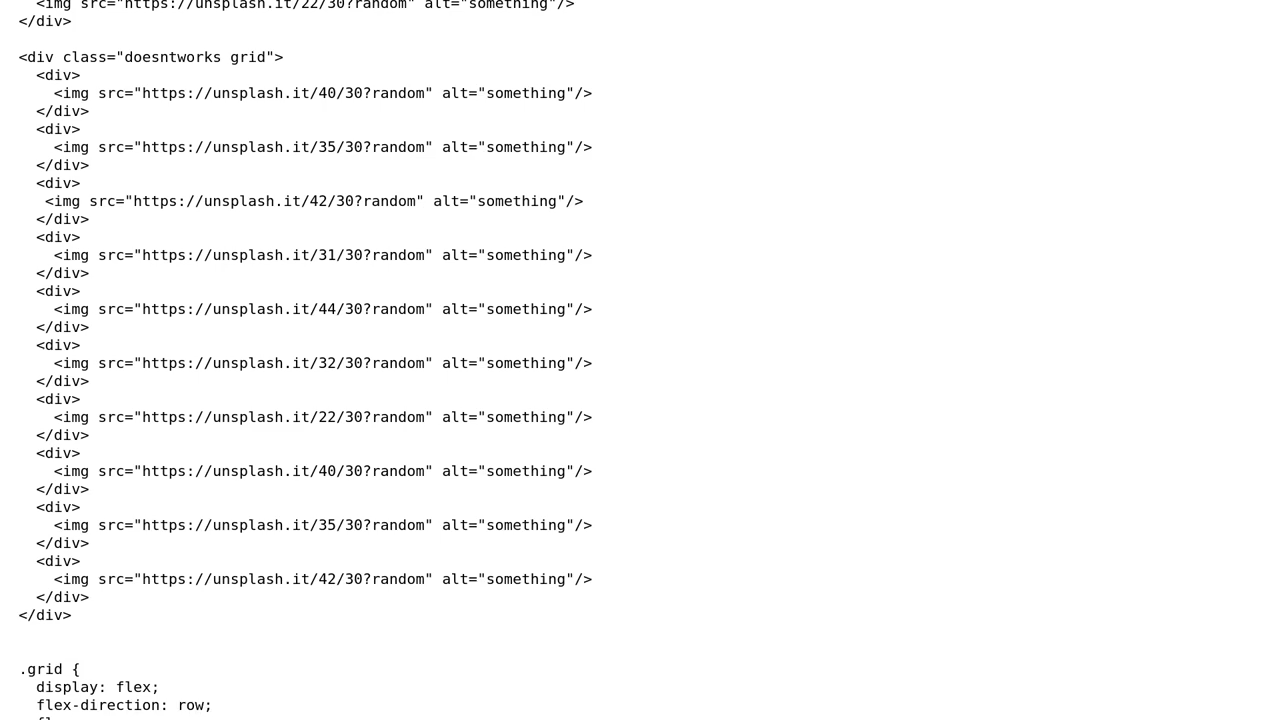 <img src="https://unsplash.it/22/30?random" alt="something"/>
</div>

<div class="doesntworks grid">
  <div>
    <img src="https://unsplash.it/40/30?random" alt="something"/>
  </div>
  <div>
    <img src="https://unsplash.it/35/30?random" alt="something"/>
  </div>
  <div>
   <img src="https://unsplash.it/42/30?random" alt="something"/>
  </div>
  <div>
    <img src="https://unsplash.it/31/30?random" alt="something"/>
  </div>
  <div>
    <img src="https://unsplash.it/44/30?random" alt="something"/>
  </div>
  <div>
    <img src="https://unsplash.it/32/30?random" alt="something"/>
  </div>
  <div>
    <img src="https://unsplash.it/22/30?random" alt="something"/>
  </div>
  <div>
    <img src="https://unsplash.it/40/30?random" alt="something"/>
  </div>
  <div>
    <img src="https://unsplash.it/35/30?random" alt="something"/>
  </div>
  <div>
    <img src="https://unsplash.it/42/30?random" alt="something"/>
  </div>
</div>

.grid {
  display: flex;
  flex-direction: row;